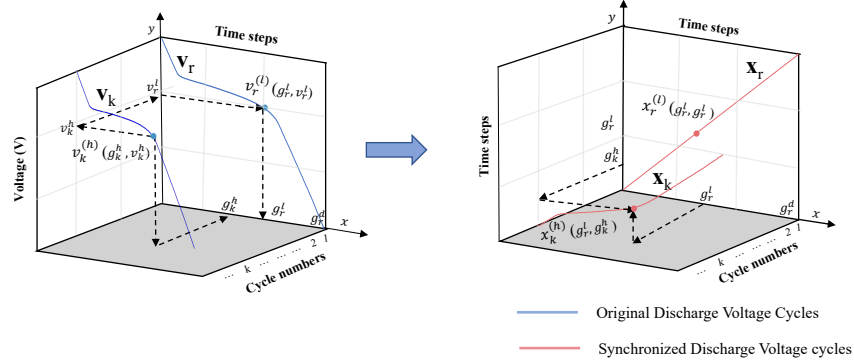 y
Time steps
v_r
v_k
v_r^l
v_r^{(l)} (g_r^l, v_r^l)
v_k^h
v_k^{(h)} (g_k^h, v_k^h)
Voltage (V)
g_k^h
g_r^l
g_r^d
x
... k ... ... 2 1
Cycle numbers
y
Time steps
x_r
x_r^{(l)} (g_r^l, g_r^l)
g_r^l
g_k^h
x_k
Time steps
g_r^l
g_r^d
x
x_k^{(h)} (g_r^l, g_k^h)
... k ... ... 2 1
Cycle numbers
Original Discharge Voltage Cycles
Synchronized Discharge Voltage cycles